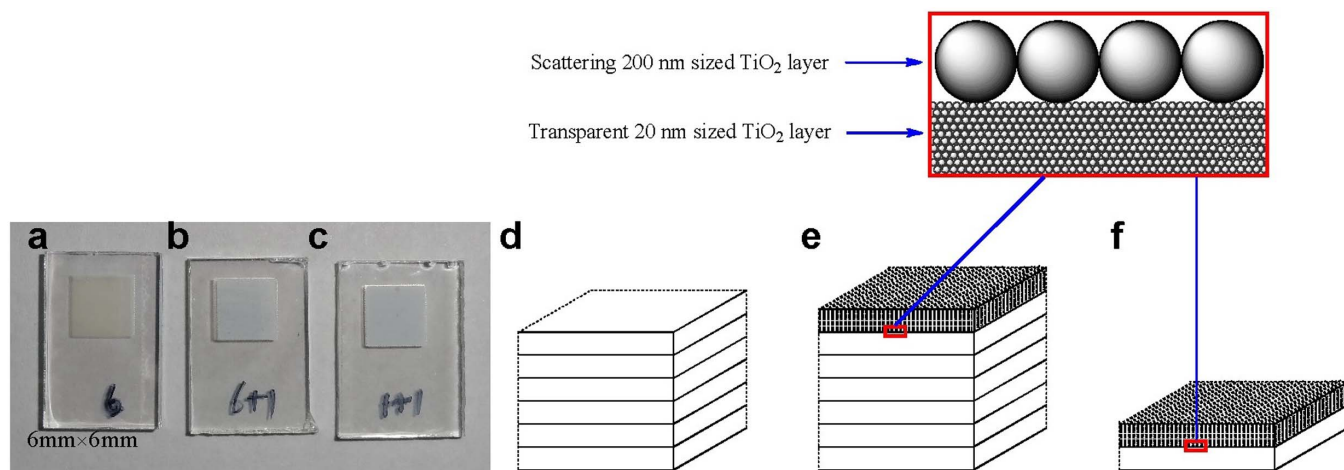 Scattering 200 nm sized TiO₂ layer
Transparent 20 nm sized TiO₂ layer
a b c d e f
6 6+1 1+1
6mm×6mm